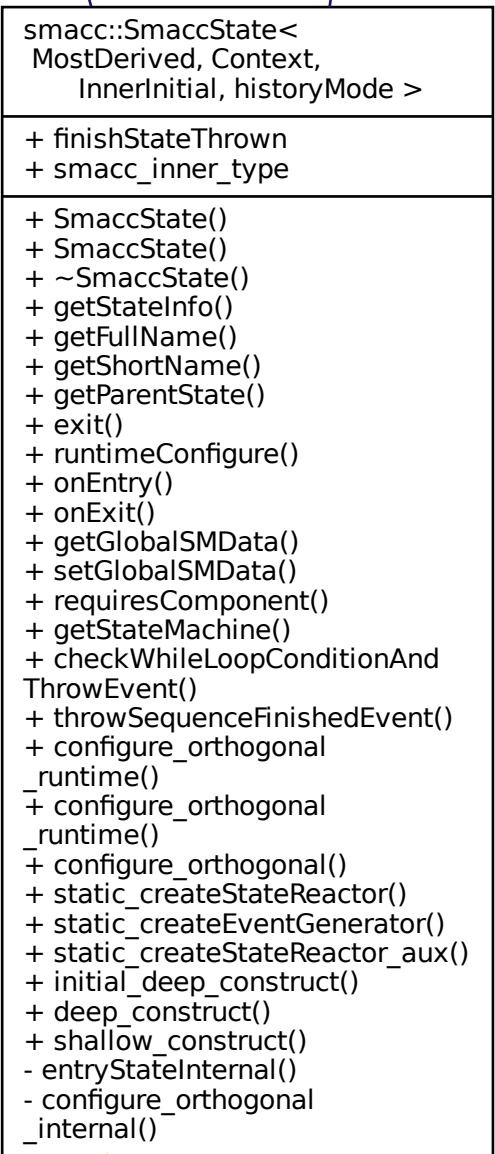 smacc::SmaccState<
MostDerived, Context,
InnerInitial, historyMode >
+ finishStateThrown
+ smacc_inner_type
+ SmaccState()
+ SmaccState()
+ ~SmaccState()
+ getStateInfo()
+ getFullName()
+ getShortName()
+ getParentState()
+ exit()
+ runtimeConfigure()
+ onEntry()
+ onExit()
+ getGlobalSMData()
+ setGlobalSMData()
+ requiresComponent()
+ getStateMachine()
+ checkWhileLoopConditionAnd
ThrowEvent()
+ throwSequenceFinishedEvent()
+ configure_orthogonal
_runtime()
+ configure_orthogonal
_runtime()
+ configure_orthogonal()
+ static_createStateReactor()
+ static_createEventGenerator()
+ static_createStateReactor_aux()
+ initial_deep_construct()
+ deep_construct()
+ shallow_construct()
- entryStateInternal()
- configure_orthogonal
_internal()